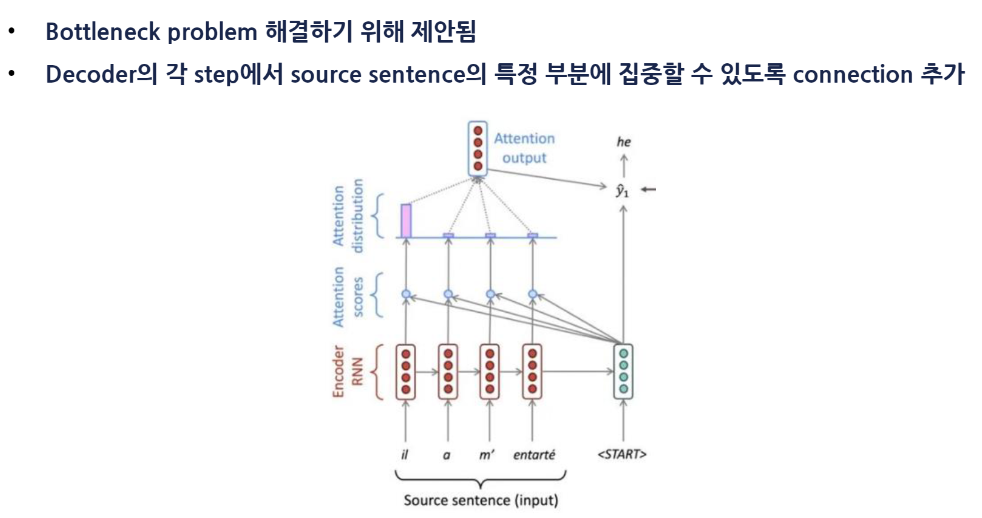 • Bottleneck problem 해결하기 위해 제안됨
• Decoder의 각 step에서 source sentence의 특정 부분에 집중할 수 있도록 connection 추가
Attention
output
he
ŷ₁
Attention
distribution
Attention
scores
Encoder
RNN
il a m' entarté <START>
Source sentence (input)